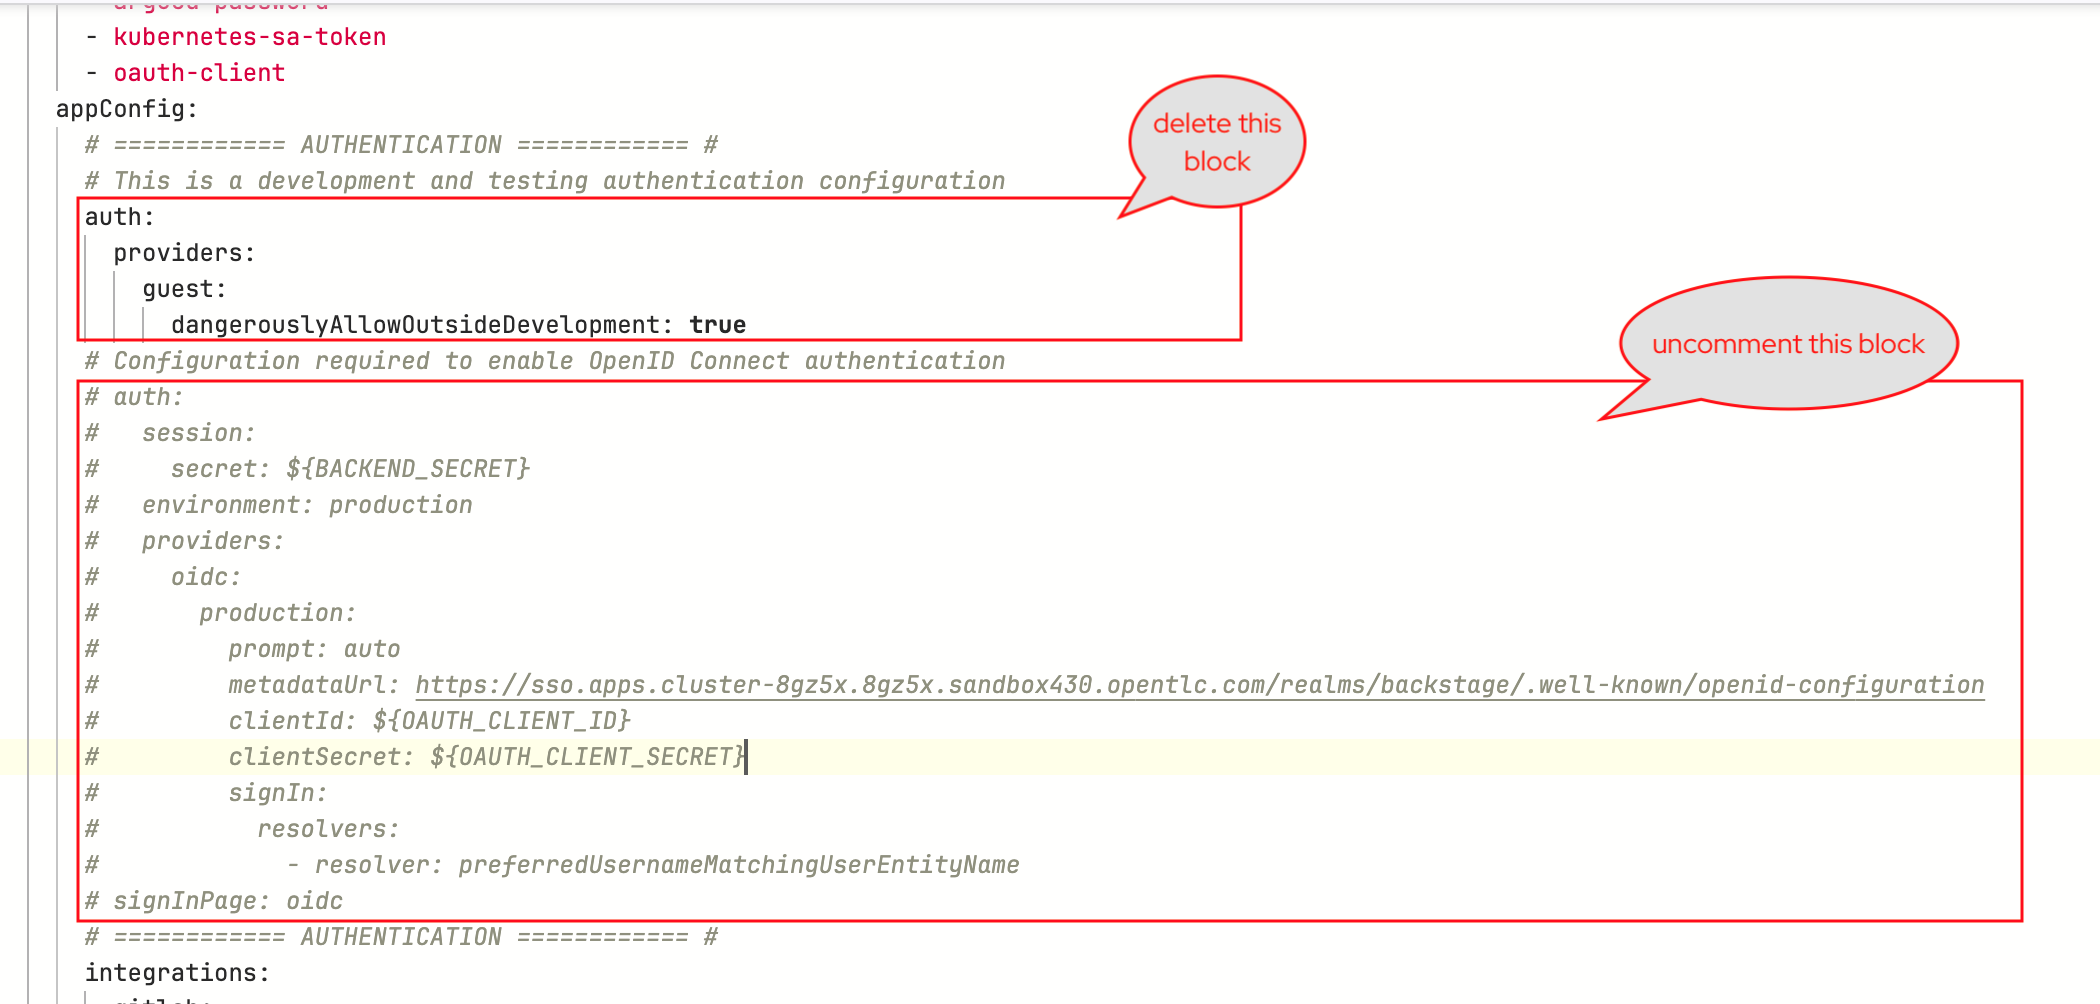 - kubernetes-sa-token
- oauth-client
appConfig:
# ============ AUTHENTICATION ============ #
delete this
block
# This is a development and testing authentication configuration
auth:
providers:
guest:
dangerouslyAllowOutsideDevelopment: true
uncomment this block
# Configuration required to enable OpenID Connect authentication
# auth:
#   session:
#     secret: ${BACKEND_SECRET}
#   environment: production
#   providers:
#     oidc:
#       production:
#         prompt: auto
#         metadataUrl: https://sso.apps.cluster-8gz5x.8gz5x.sandbox430.opentlc.com/realms/backstage/.well-known/openid-configuration
#         clientId: ${OAUTH_CLIENT_ID}
#         clientSecret: ${OAUTH_CLIENT_SECRET}
#         signIn:
#           resolvers:
#             - resolver: preferredUsernameMatchingUserEntityName
# signInPage: oidc
# ============ AUTHENTICATION ============ #
integrations: